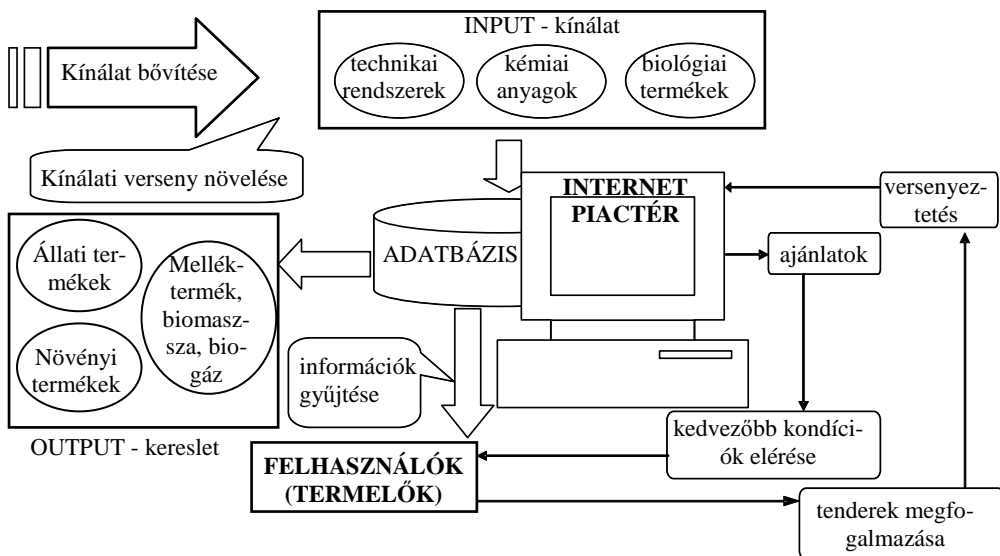 INPUT - kínálat
Kínálat bővítése
technikai
rendszerek
kémiai
anyagok
biológiai
termékek
Kínálati verseny növelése
INTERNET
PIACTÉR
versenyez-
tetés
ADATBÁZIS
ajánlatok
Állati ter-
mékek
Mellék-
termék,
biomasz-
sza, bio-
gáz
Növényi
termékek
információk
gyűjtése
OUTPUT - kereslet
kedvezőbb kondíci-
ók elérése
FELHASZNÁLÓK
(TERMELŐK)
tenderek megfo-
galmazása